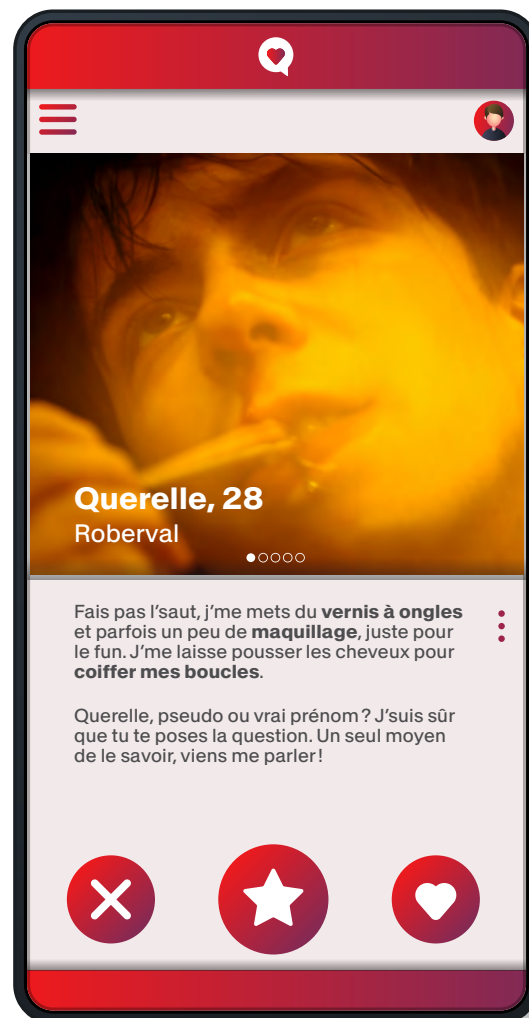 Querelle, 28
Roberval
Fais pas l’saut, j’me mets du vernis à ongles
et parfois un peu de maquillage, juste pour
le fun. J’me laisse pousser les cheveux pour
coiffer mes boucles.
Querelle, pseudo ou vrai prénom ? J’suis sûr
que tu te poses la question. Un seul moyen
de le savoir, viens me parler !